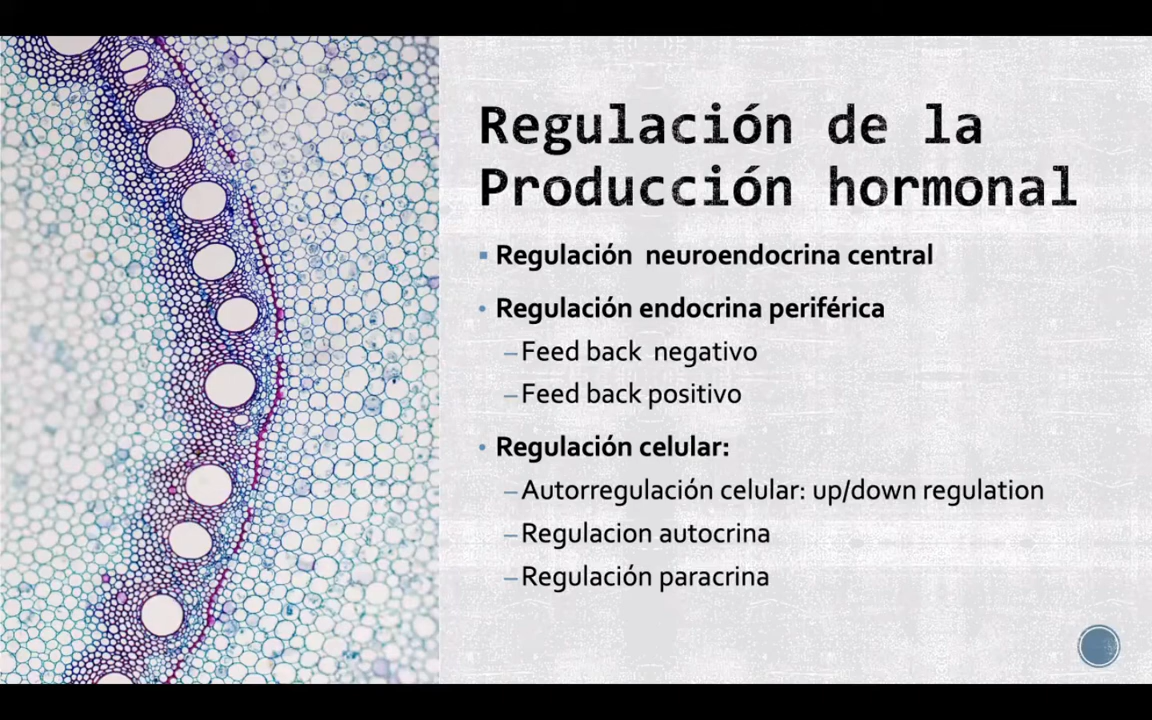 Regulación de la
Producción hormonal
▪ Regulación  neuroendocrina central
• Regulación endocrina periférica
–Feed back  negativo
–Feed back positivo
• Regulación celular:
–Autorregulación celular: up/down regulation
–Regulacion autocrina
–Regulación paracrina